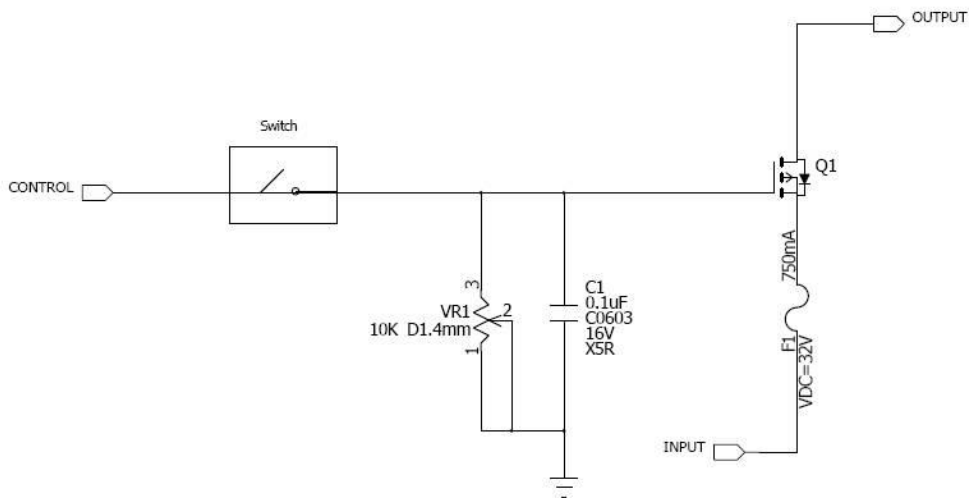 OUTPUT
Switch
CONTROL
Q1
750mA
F1
VDC=32V
3
VR1
2
10K D1.4mm
1
C1
0.1uF
C0603
16V
X5R
INPUT